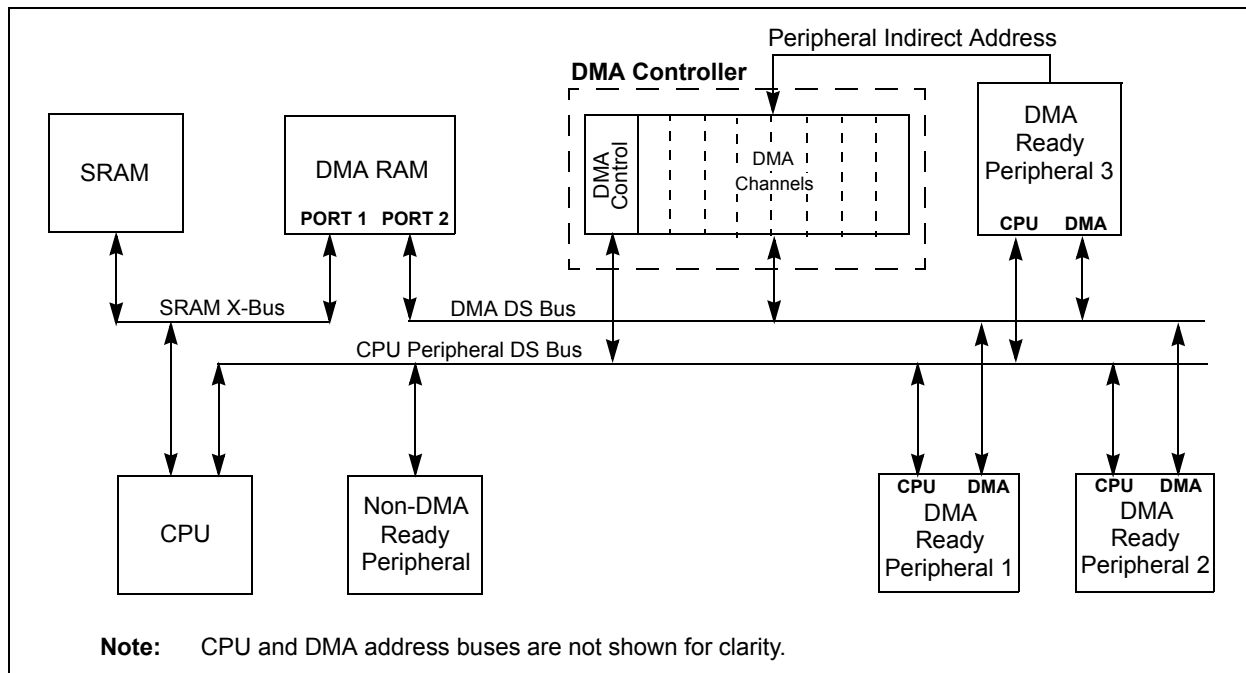 Peripheral Indirect Address
DMA Controller
SRAM
DMA RAM
PORT 1 PORT 2
DMA
Control
DMA
Channels
DMA
Ready
Peripheral 3
CPU DMA
SRAM X-Bus
DMA DS Bus
CPU Peripheral DS Bus
CPU
Non-DMA
Ready
Peripheral
CPU DMA
DMA
Ready
Peripheral 1
CPU DMA
DMA
Ready
Peripheral 2
Note: CPU and DMA address buses are not shown for clarity.